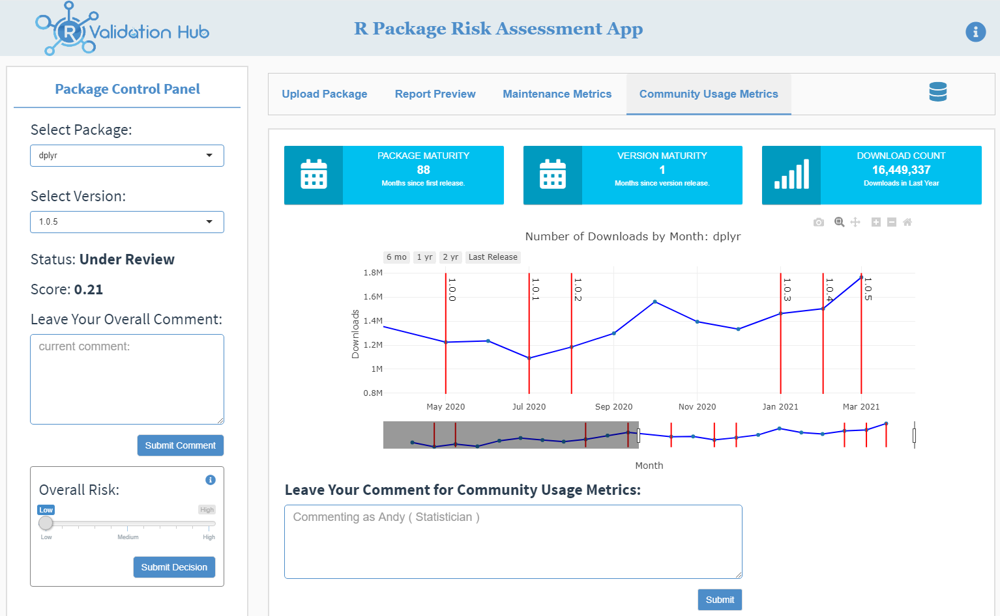 R Validation Hub
R Package Risk Assessment App
Package Control Panel
Select Package:
dplyr
Select Version:
1.0.5
Status: Under Review
Score: 0.21
Leave Your Overall Comment:
current comment:
Submit Comment
Overall Risk:
Low High
Low Medium High
Submit Decision
Upload Package Report Preview Maintenance Metrics Community Usage Metrics
PACKAGE MATURITY
88
Months since first release.
VERSION MATURITY
1
Months since version release.
DOWNLOAD COUNT
16,449,337
Downloads in Last Year
Number of Downloads by Month: dplyr
6 mo 1 yr 2 yr Last Release
1.8M
1.6M
1.4M
1.2M
1M
0.8M
Downloads
1.0.0
1.0.1
1.0.2
1.0.3
1.0.4
1.0.5
May 2020 Jul 2020 Sep 2020 Nov 2020 Jan 2021 Mar 2021
Month
Leave Your Comment for Community Usage Metrics:
Commenting as Andy ( Statistician )
Submit